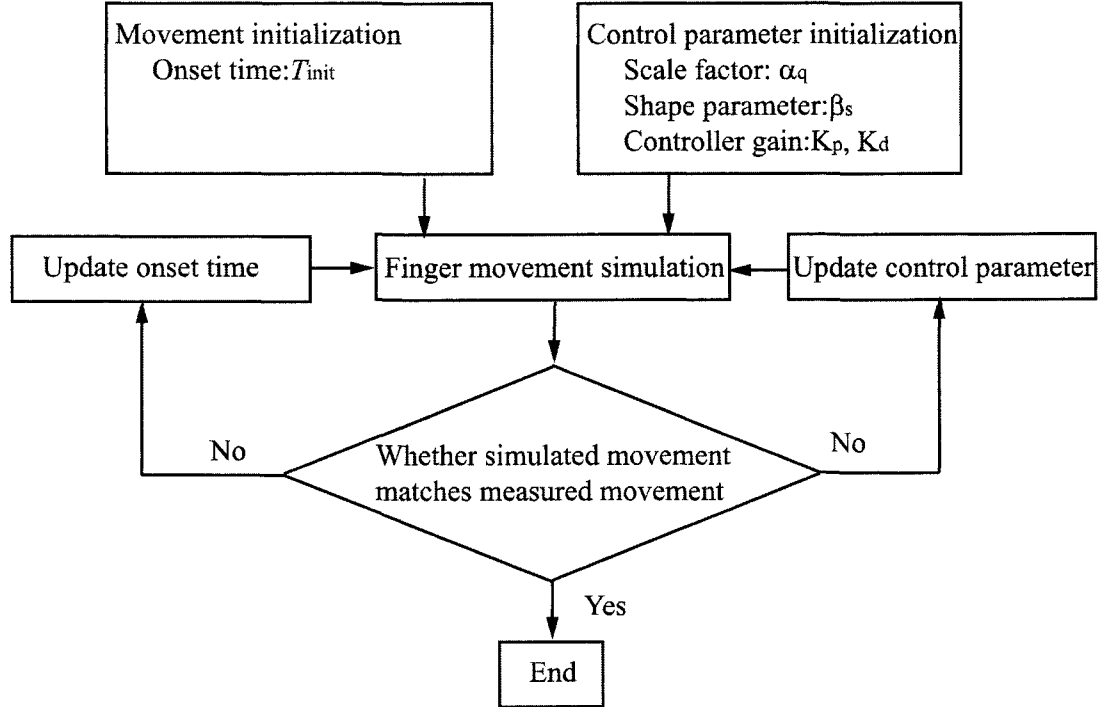 Movement initialization
Onset time:Tinit
Control parameter initialization
Scale factor: αq
Shape parameter:βs
Controller gain:Kp, Kd
Update onset time
Finger movement simulation
Update control parameter
No
Whether simulated movement
matches measured movement
No
Yes
End